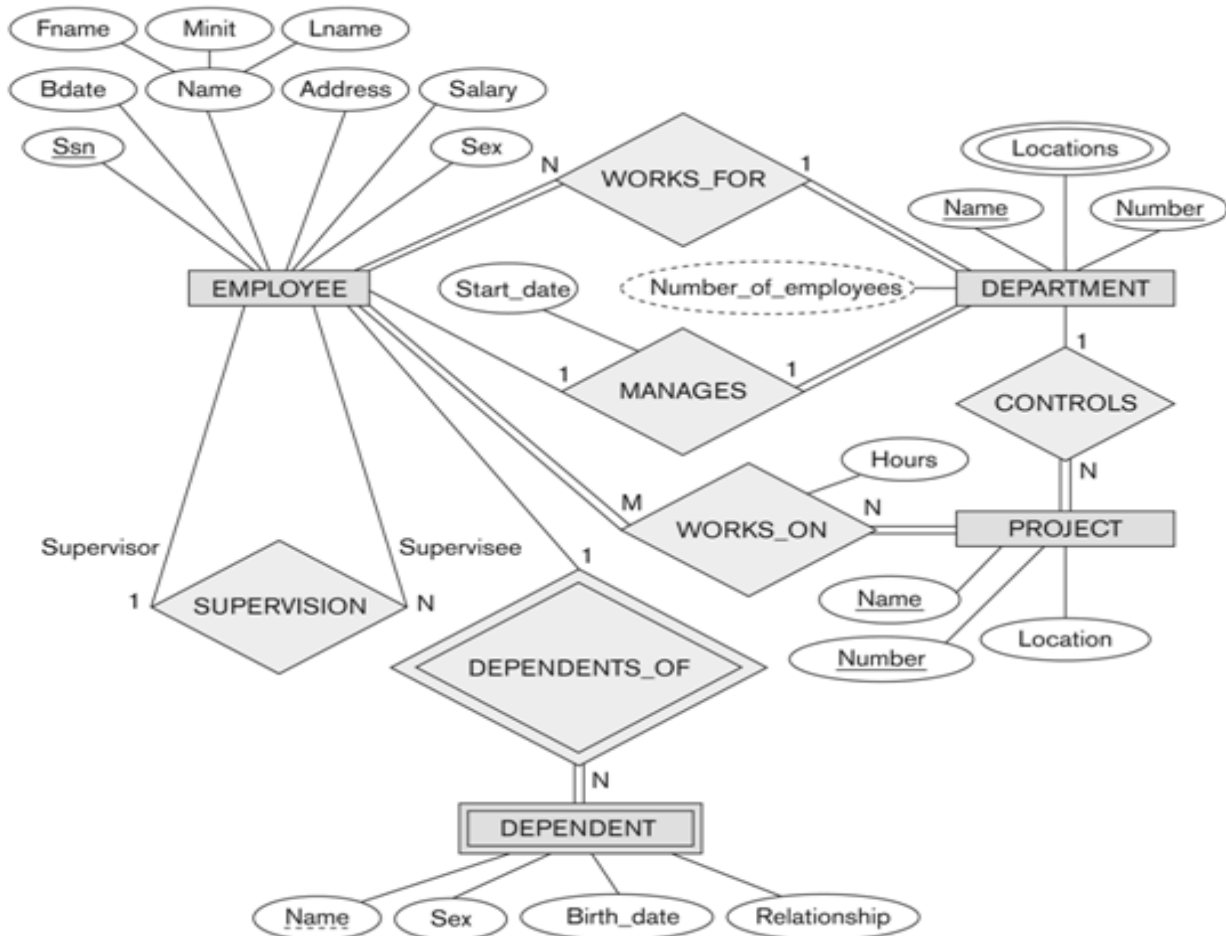 Fname
Minit
Lname
Bdate
Name
Address
Salary
Ssn
Sex
N
WORKS_FOR
1
Locations
Name
Number
EMPLOYEE
Start_date
Number_of_employees
DEPARTMENT
1
MANAGES
1
1
CONTROLS
N
Hours
M
WORKS_ON
N
PROJECT
Supervisor
Supervisee
1
SUPERVISION
N
1
Name
Number
Location
DEPENDENTS_OF
N
DEPENDENT
Name
Sex
Birth_date
Relationship